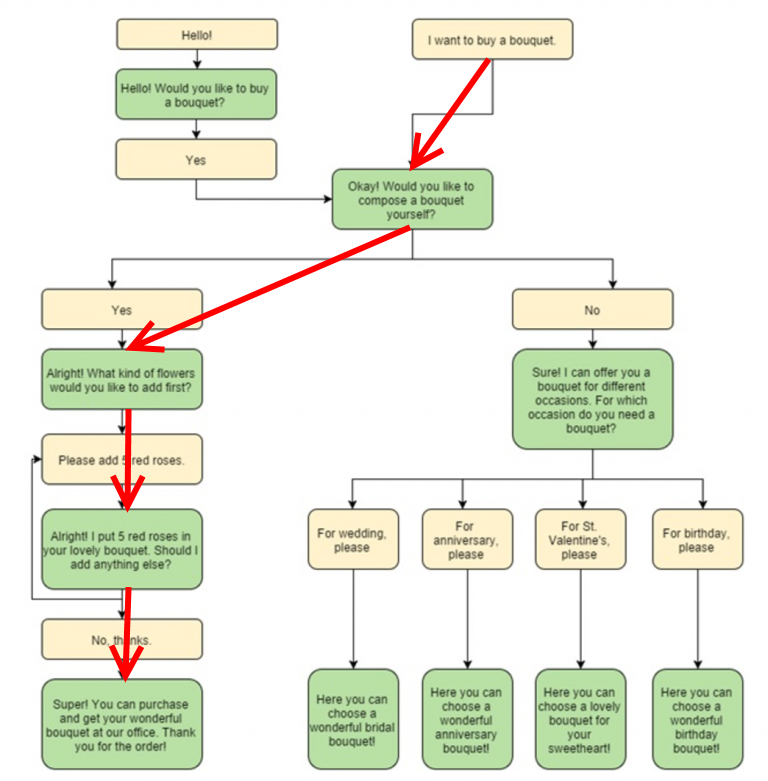 Hello!
I want to buy a bouquet.
Hello! Would you like to buy
a bouquet?
Yes
Okay! Would you like to
compose a bouquet
yourself?
Yes
No
Alright! What kind of flowers
would you like to add first?
Sure! I can offer you a
bouquet for different
occasions. For which
occasion do you need a
bouquet?
Please add 5 red roses.
Alright! I put 5 red roses in
your lovely bouquet. Should I
add anything else?
For wedding,
please
For
anniversary,
please
For St.
Valentine's,
please
For birthday,
please
No, thanks.
Super! You can purchase
and get your wonderful
bouquet at our office. Thank
you for the order!
Here you can
choose a
wonderful bridal
bouquet!
Here you can
choose a
wonderful
anniversary
bouquet!
Here you can
choose a lovely
bouquet for
your
sweetheart!
Here you can
choose a
wonderful
birthday
bouquet!